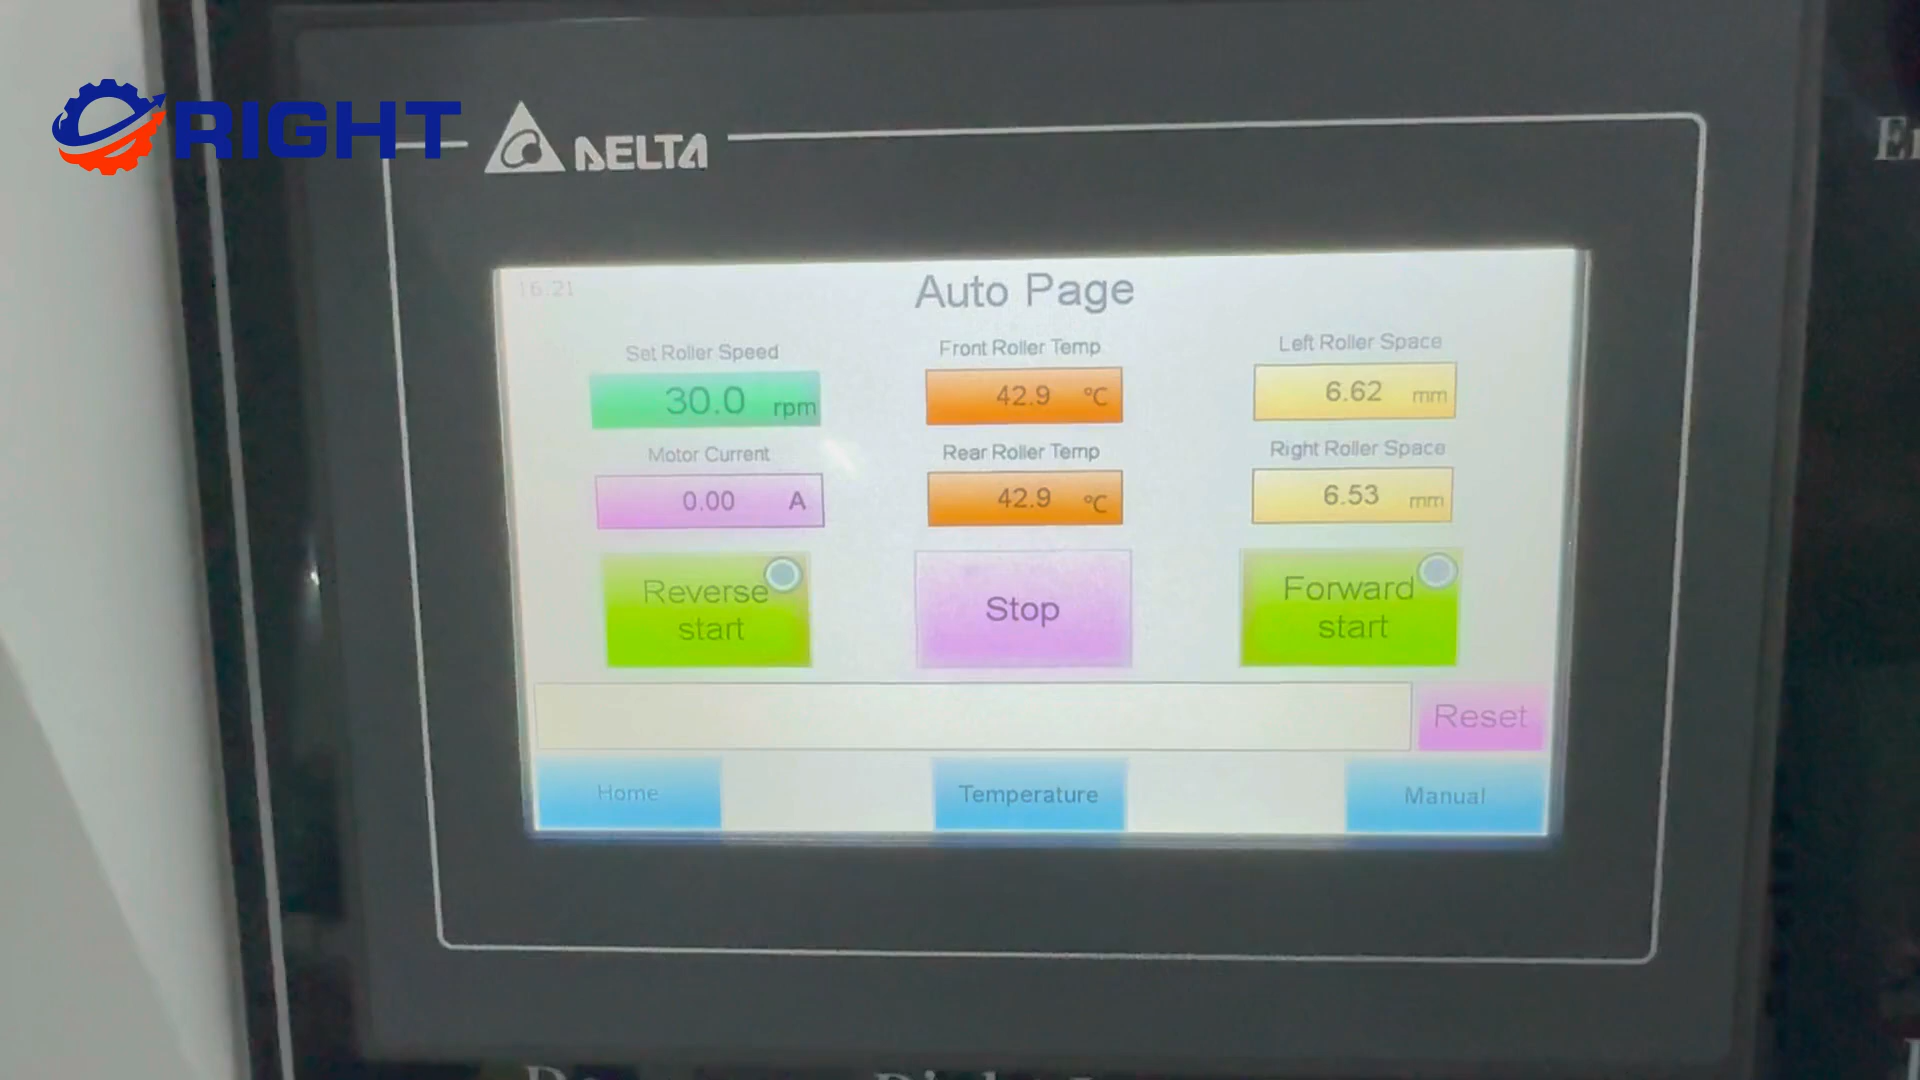 RIGHT
DELTA
16:21
Auto Page
Set Roller Speed
Front Roller Temp
Left Roller Space
30.0 rpm
42.9 °C
6.62 mm
Motor Current
Rear Roller Temp
Right Roller Space
0.00 A
42.9 °C
6.53 mm
Reverse
start
Stop
Forward
start
Reset
Home
Temperature
Manual